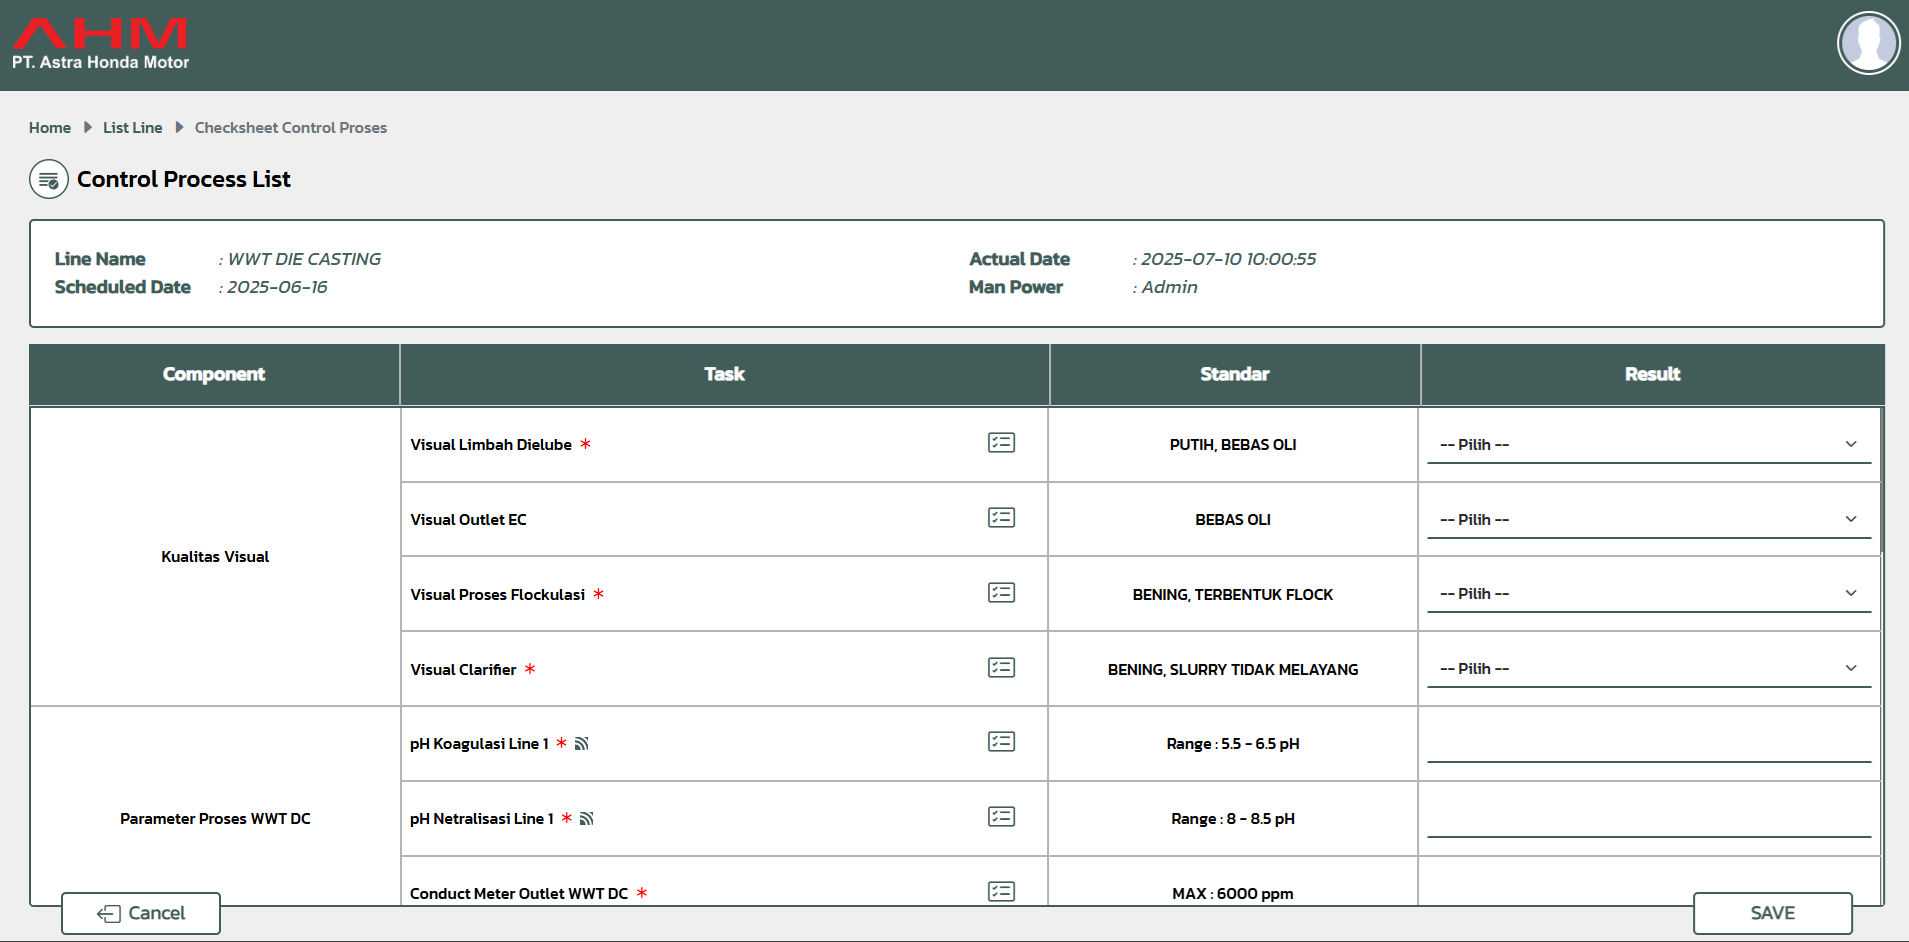 AHM
PT. Astra Honda Motor
Home List Line Checksheet Control Proses
Control Process List
Line Name : WWT DIE CASTING
Scheduled Date : 2025-06-16
Actual Date : 2025-07-10 10:00:55
Man Power : Admin
Component Task Standar Result
Kualitas Visual
Visual Limbah Dielube * PUTIH, BEBAS OLI -- Pilih --
Visual Outlet EC BEBAS OLI -- Pilih --
Visual Proses Flockulasi * BENING, TERBENTUK FLOCK -- Pilih --
Visual Clarifier * BENING, SLURRY TIDAK MELAYANG -- Pilih --
Parameter Proses WWT DC
pH Koagulasi Line 1 * Range : 5.5 - 6.5 pH
pH Netralisasi Line 1 * Range : 8 - 8.5 pH
Conduct Meter Outlet WWT DC * MAX : 6000 ppm
Cancel
SAVE